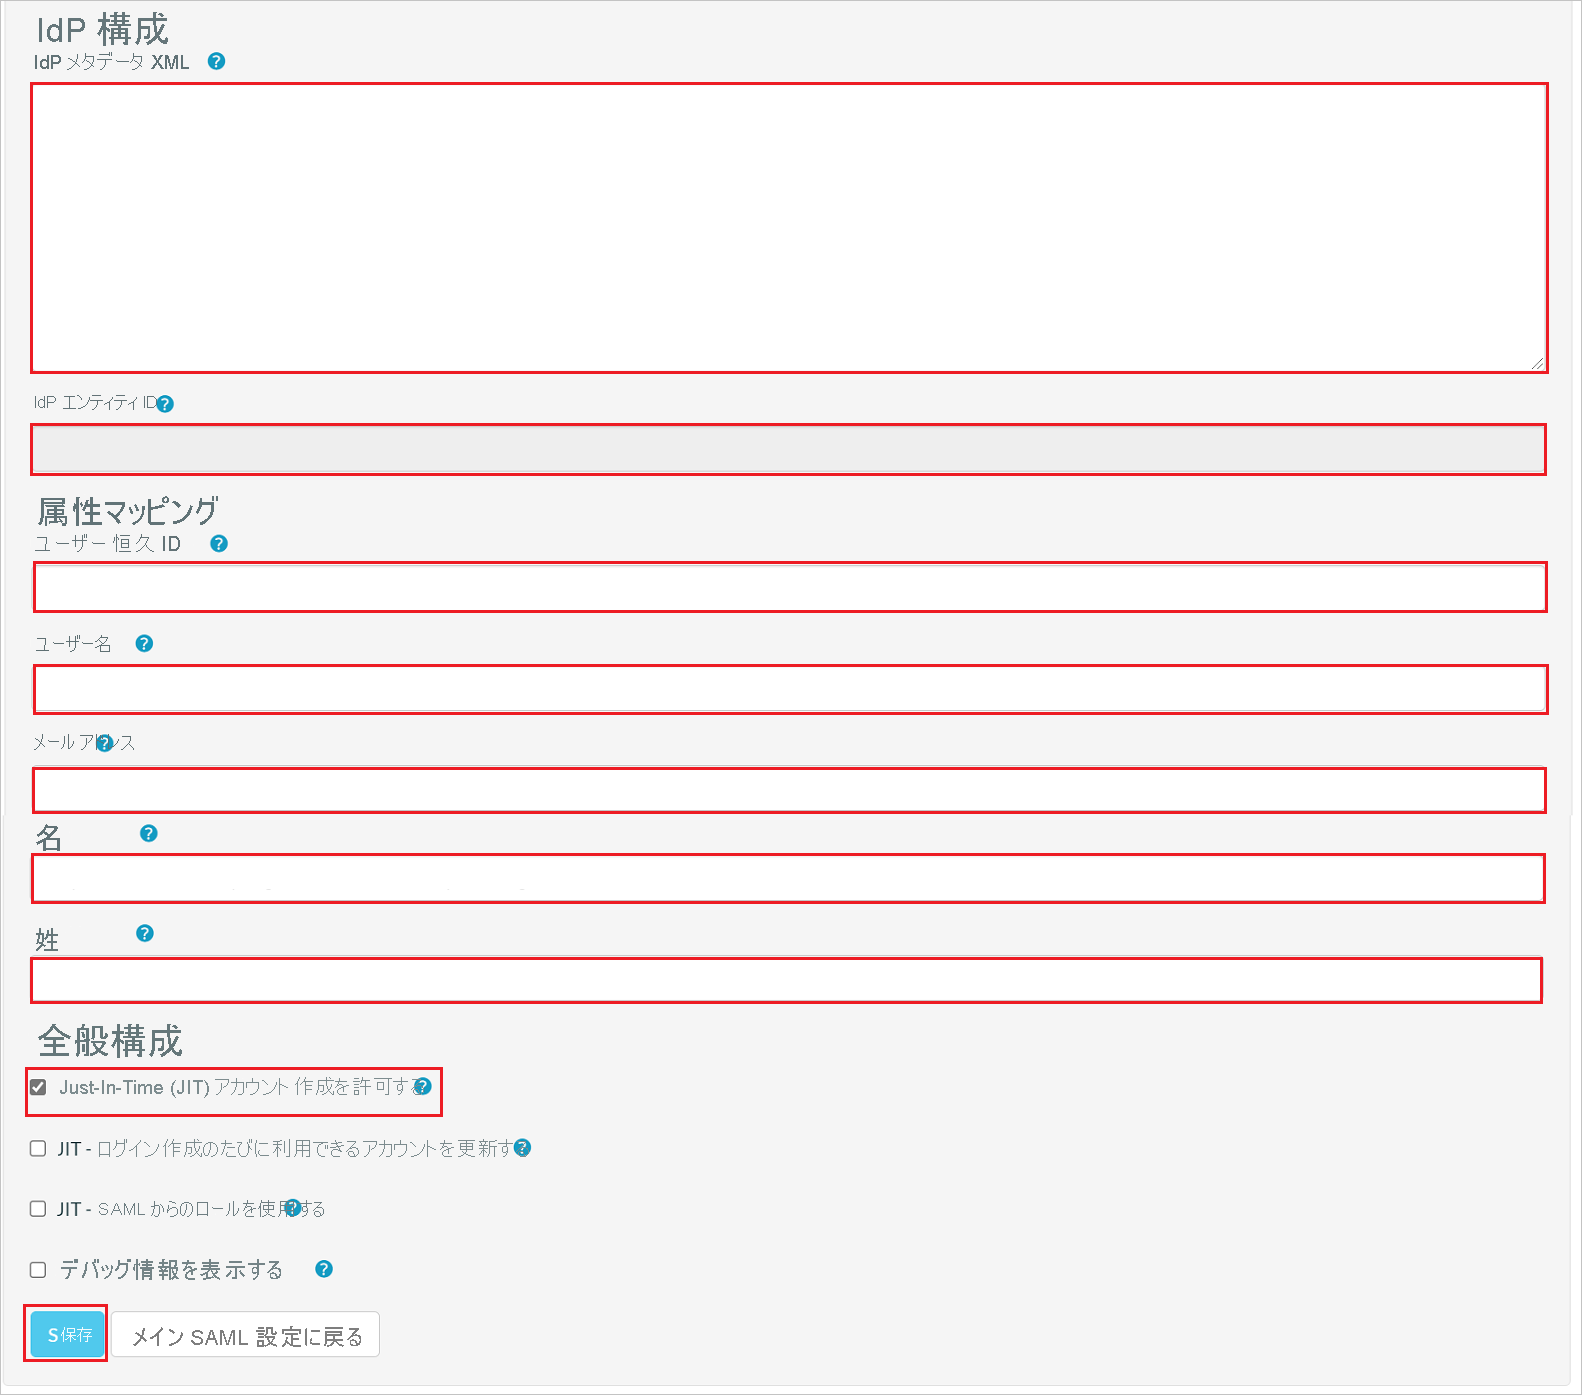 IdP 構成
IdP メタデータ XML ?
IdP エンティティ ID ?
属性マッピング
ユーザー 恒久 ID ?
ユーザー名 ?
メール アドレス ?
名 ?
姓 ?
全般構成
Just-In-Time (JIT) アカウント 作成を許可する ?
JIT - ログイン作成のたびに利用できるアカウントを更新す ?
JIT - SAML からのロールを使用する ?
デバッグ情報を表示する ?
S保存 メイン SAML 設定に戻る